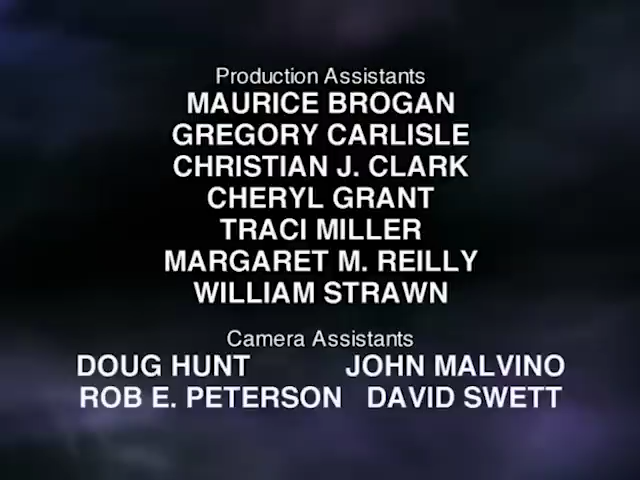 Production Assistants
MAURICE BROGAN
GREGORY CARLISLE
CHRISTIAN J. CLARK
CHERYL GRANT
TRACI MILLER
MARGARET M. REILLY
WILLIAM STRAWN
Camera Assistants
DOUG HUNT JOHN MALVINO
ROB E. PETERSON DAVID SWETT